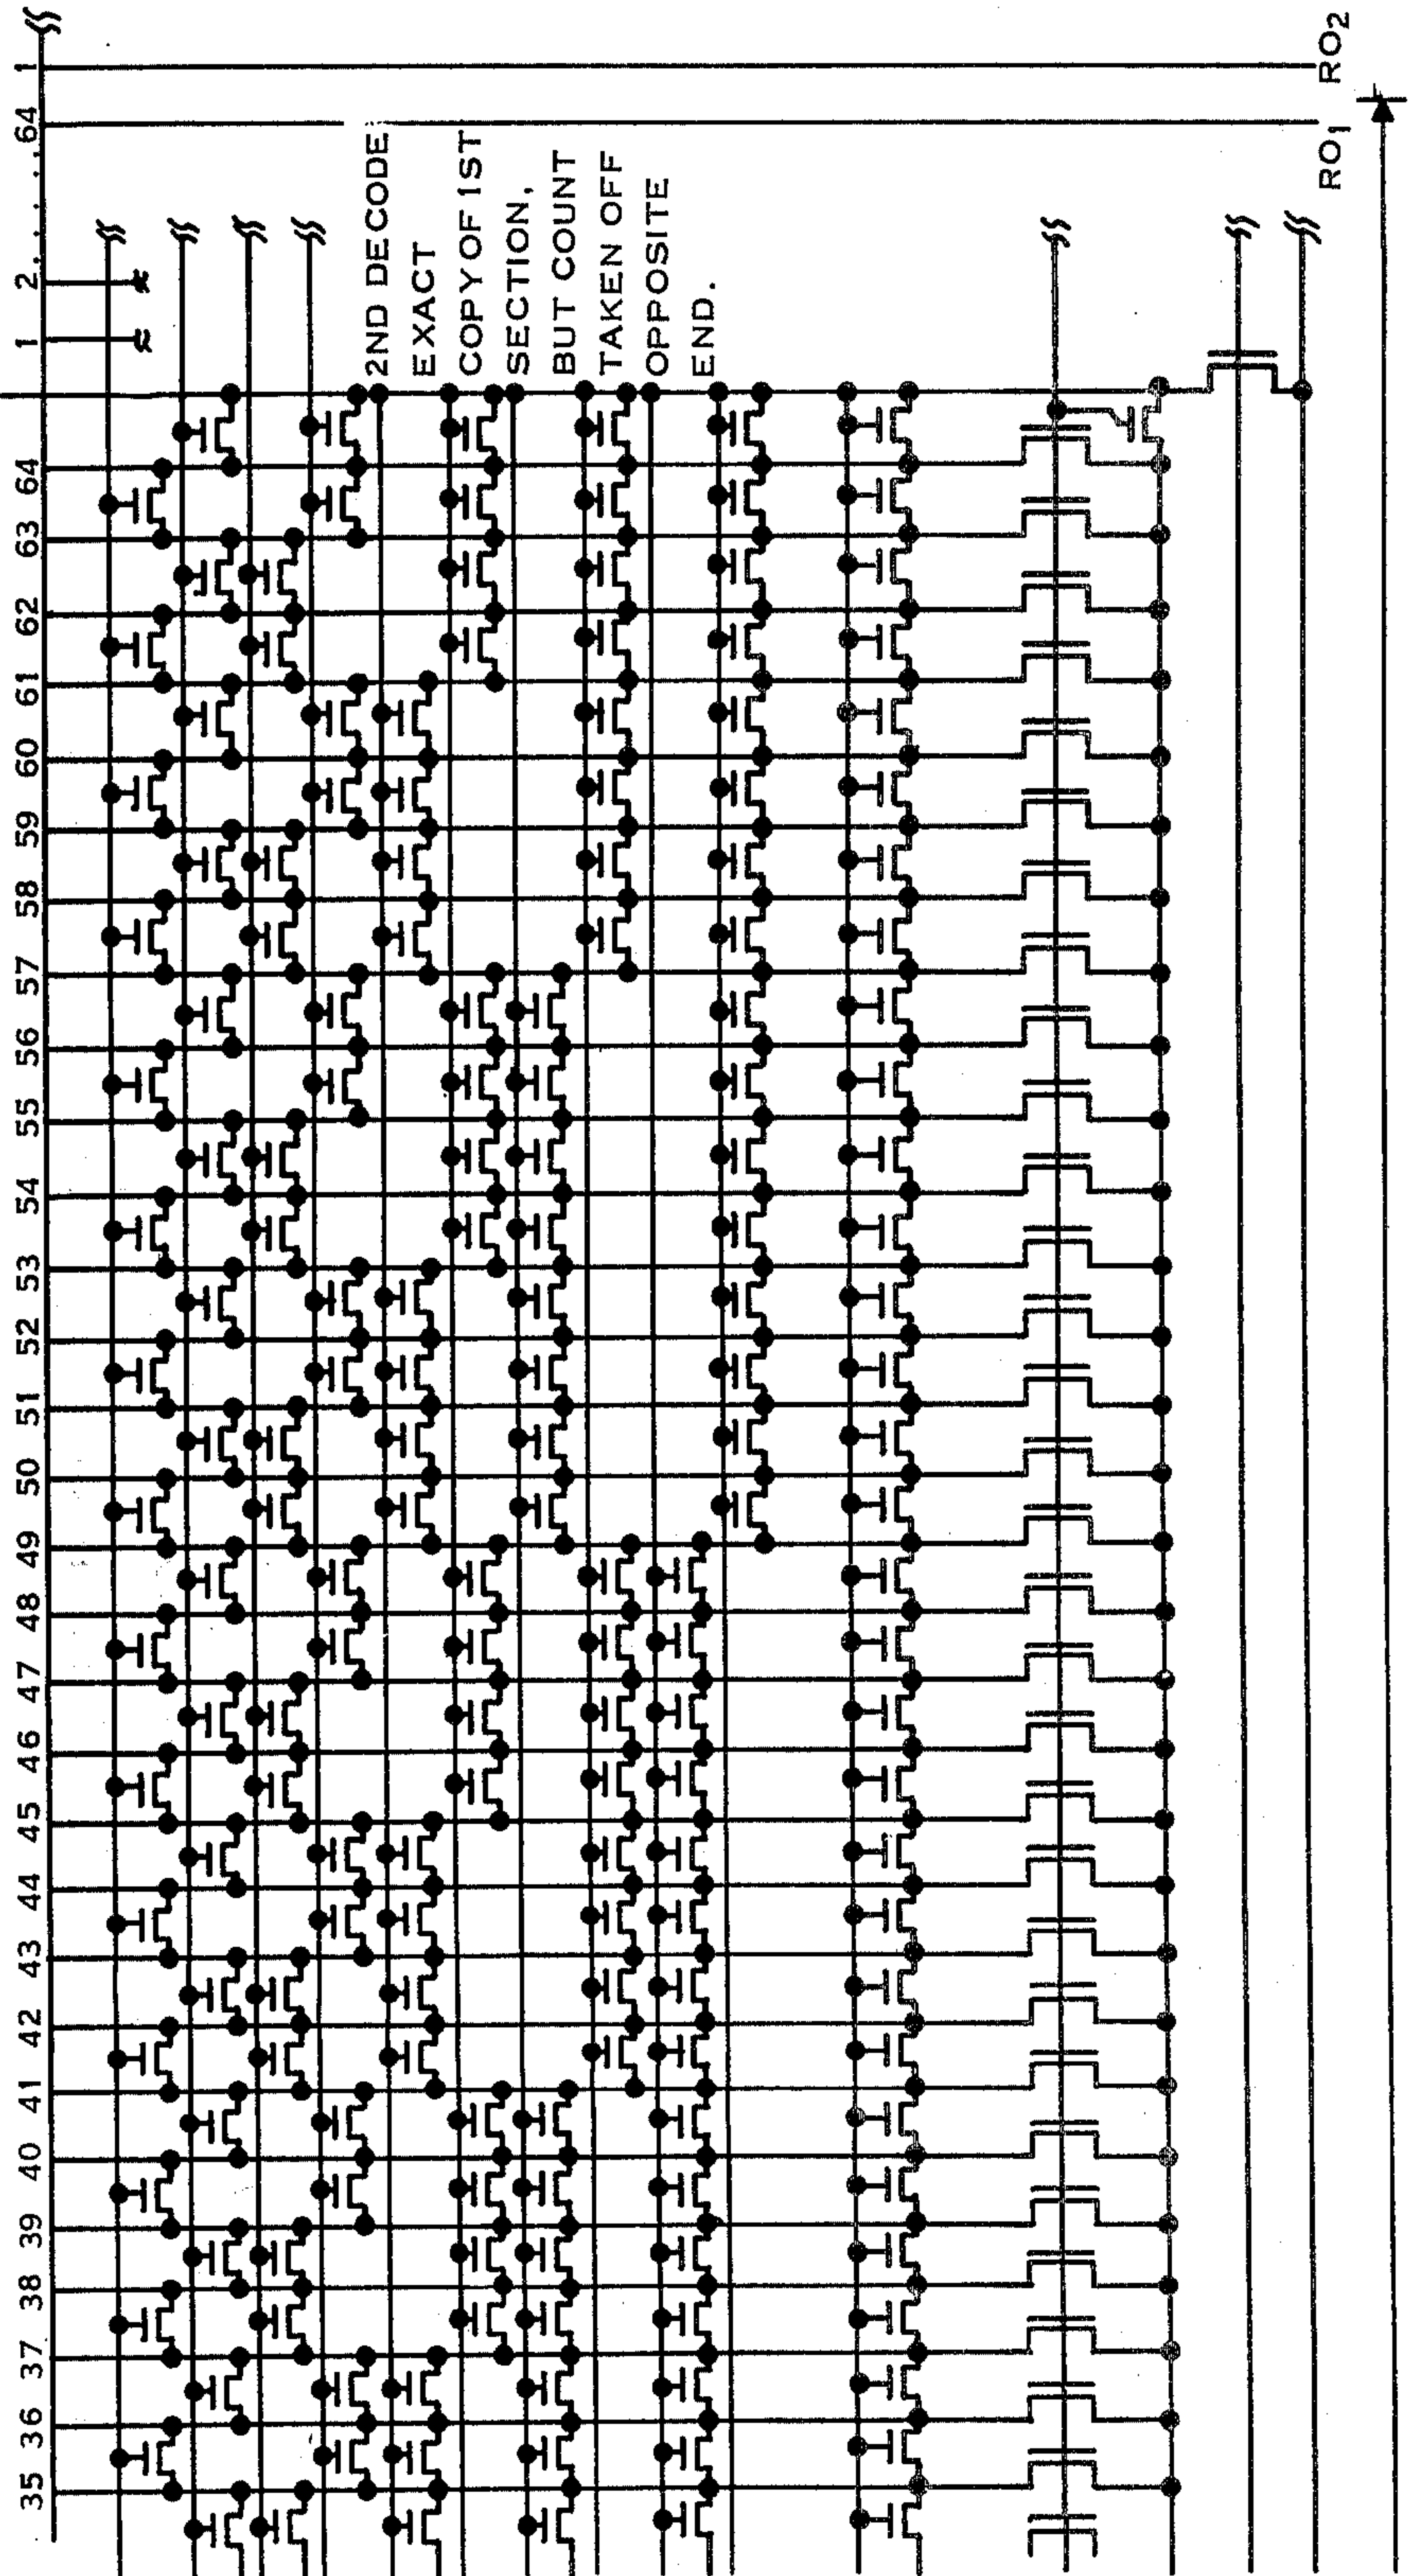 35 36 37 38 39 40 41 42 43 44 45 46 47 48 49 50 51 52 53 54 55 56 57 58 59 60 61 62 63 64 1 2. . . . .64 1
2ND DECODE
EXACT
COPY OF 1ST
SECTION,
BUT COUNT
TAKEN OFF
OPPOSITE
END.
RO1 RO2